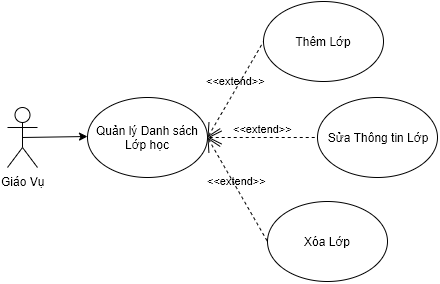 Thêm Lớp
<<extend>>
Quản lý Danh sách
Lớp học
<<extend>>
Sửa Thông tin Lớp
Giáo Vụ
<<extend>>
Xóa Lớp